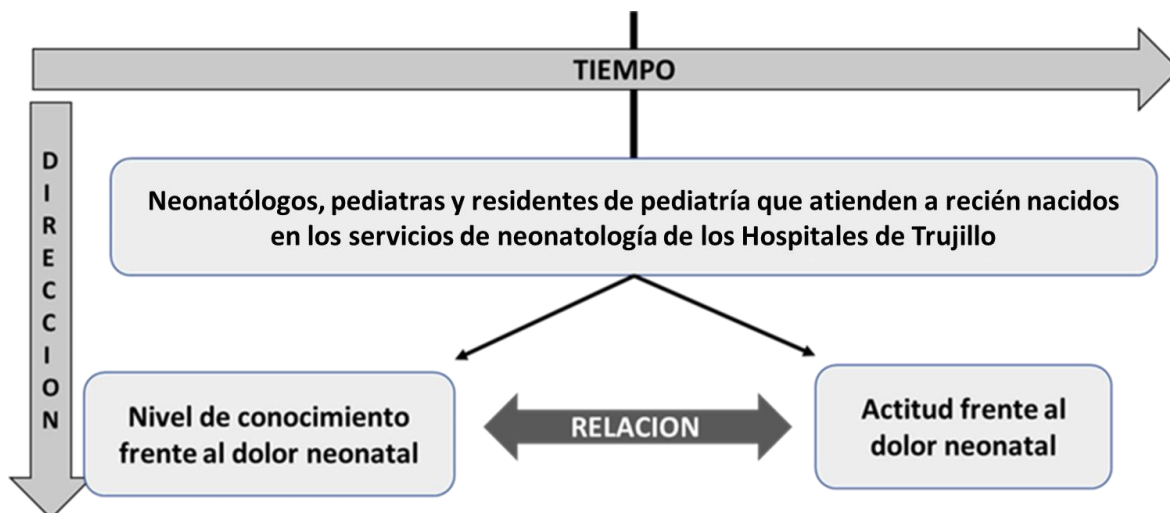 TIEMPO
DIRECCION
Neonatólogos, pediatras y residentes de pediatría que atienden a recién nacidos
en los servicios de neonatología de los Hospitales de Trujillo
Nivel de conocimiento
frente al dolor neonatal
RELACION
Actitud frente al
dolor neonatal